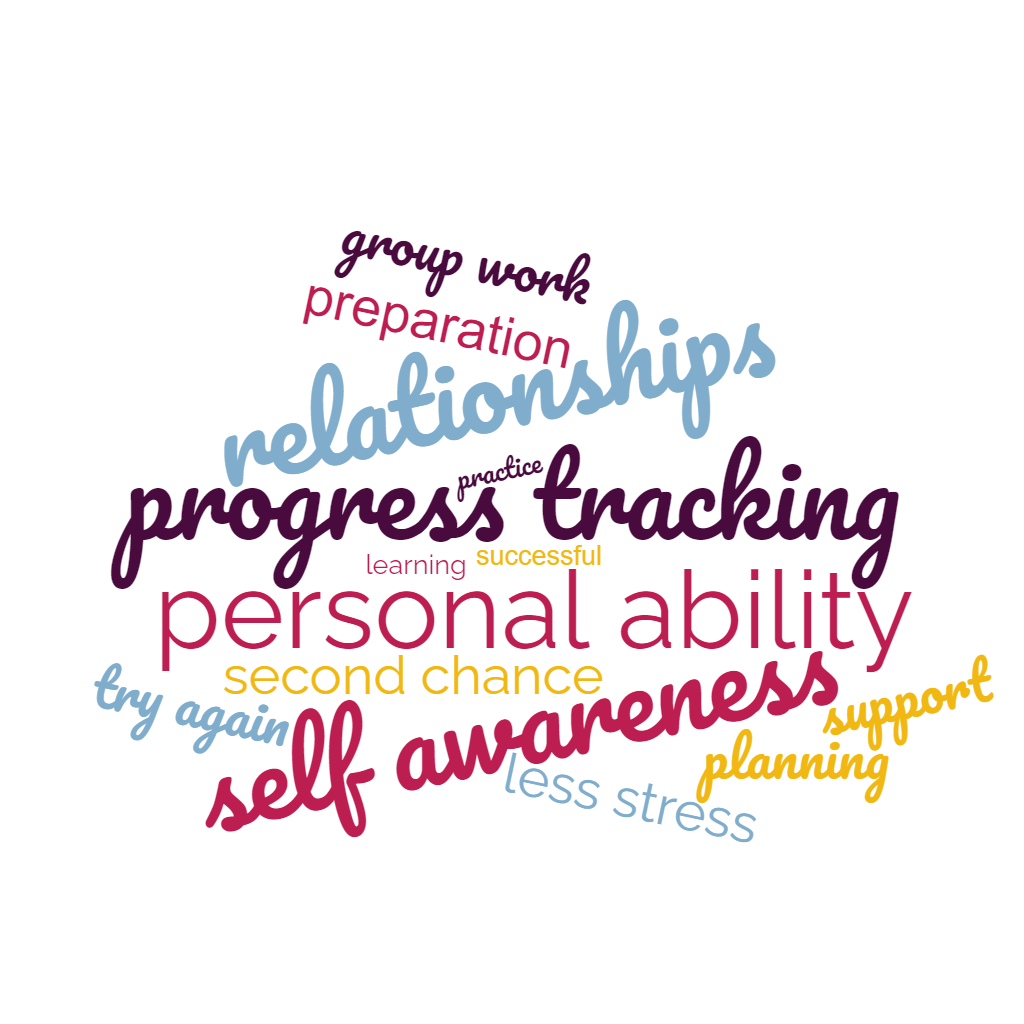 group work
preparation
relationships
practice
progress tracking
learning
successful
personal ability
second chance
try again
self awareness
support
planning
less stress